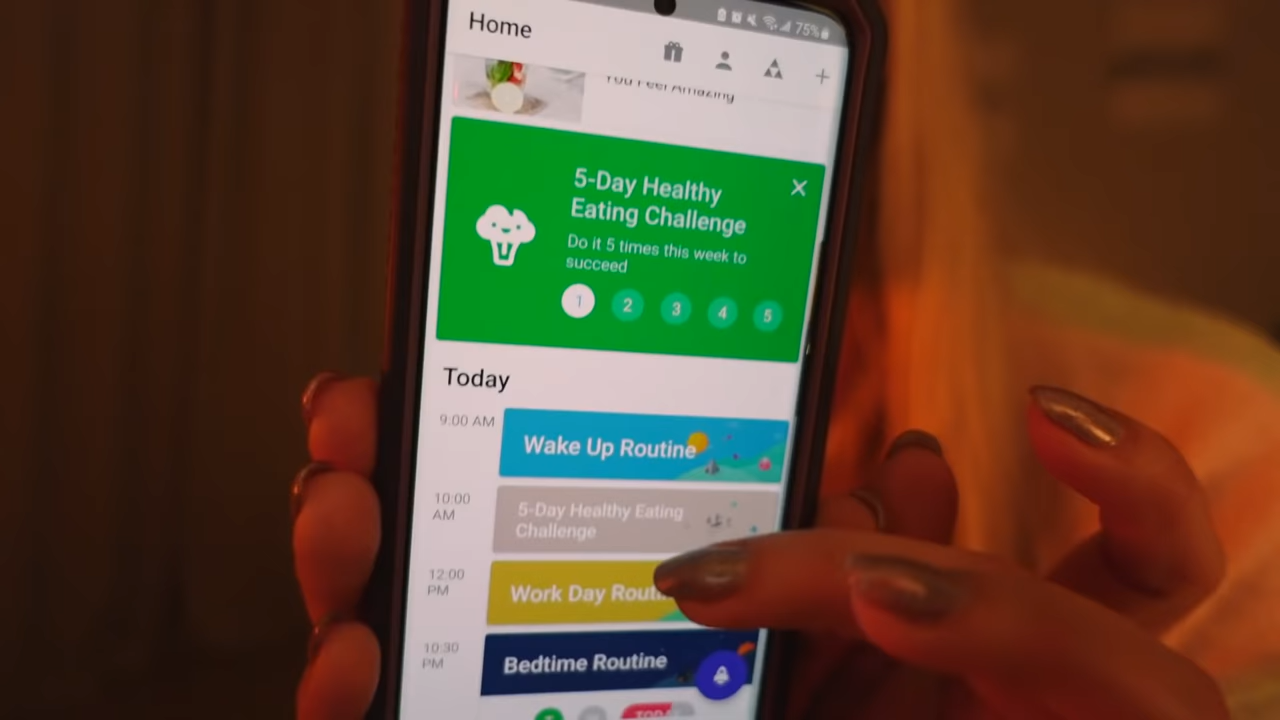 75%
Home
You Feel Amazing
5-Day Healthy
Eating Challenge
Do it 5 times this week to
succeed
1 2 3 4 5
Today
9:00 AM
Wake Up Routine
10:00
AM
5-Day Healthy Eating
Challenge
12:00
PM
Work Day
10:30
PM
Bedtime Routine